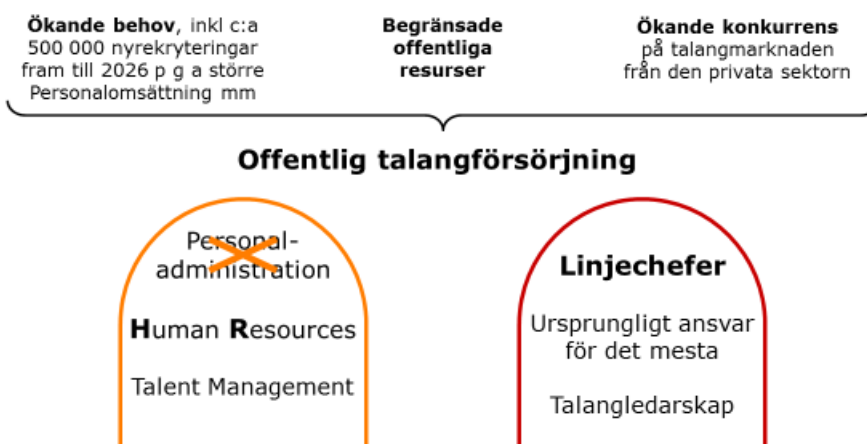 Ökande behov, inkl c:a
500 000 nyrekryteringar
fram till 2026 p g a större
Personalomsättning mm
Begränsade
offentliga
resurser
Ökande konkurrens
på talangmarknaden
från den privata sektorn
Offentlig talangförsörjning
Personal-
administration
Human Resources
Talent Management
Linjechefer
Ursprungligt ansvar
för det mesta
Talangledarskap